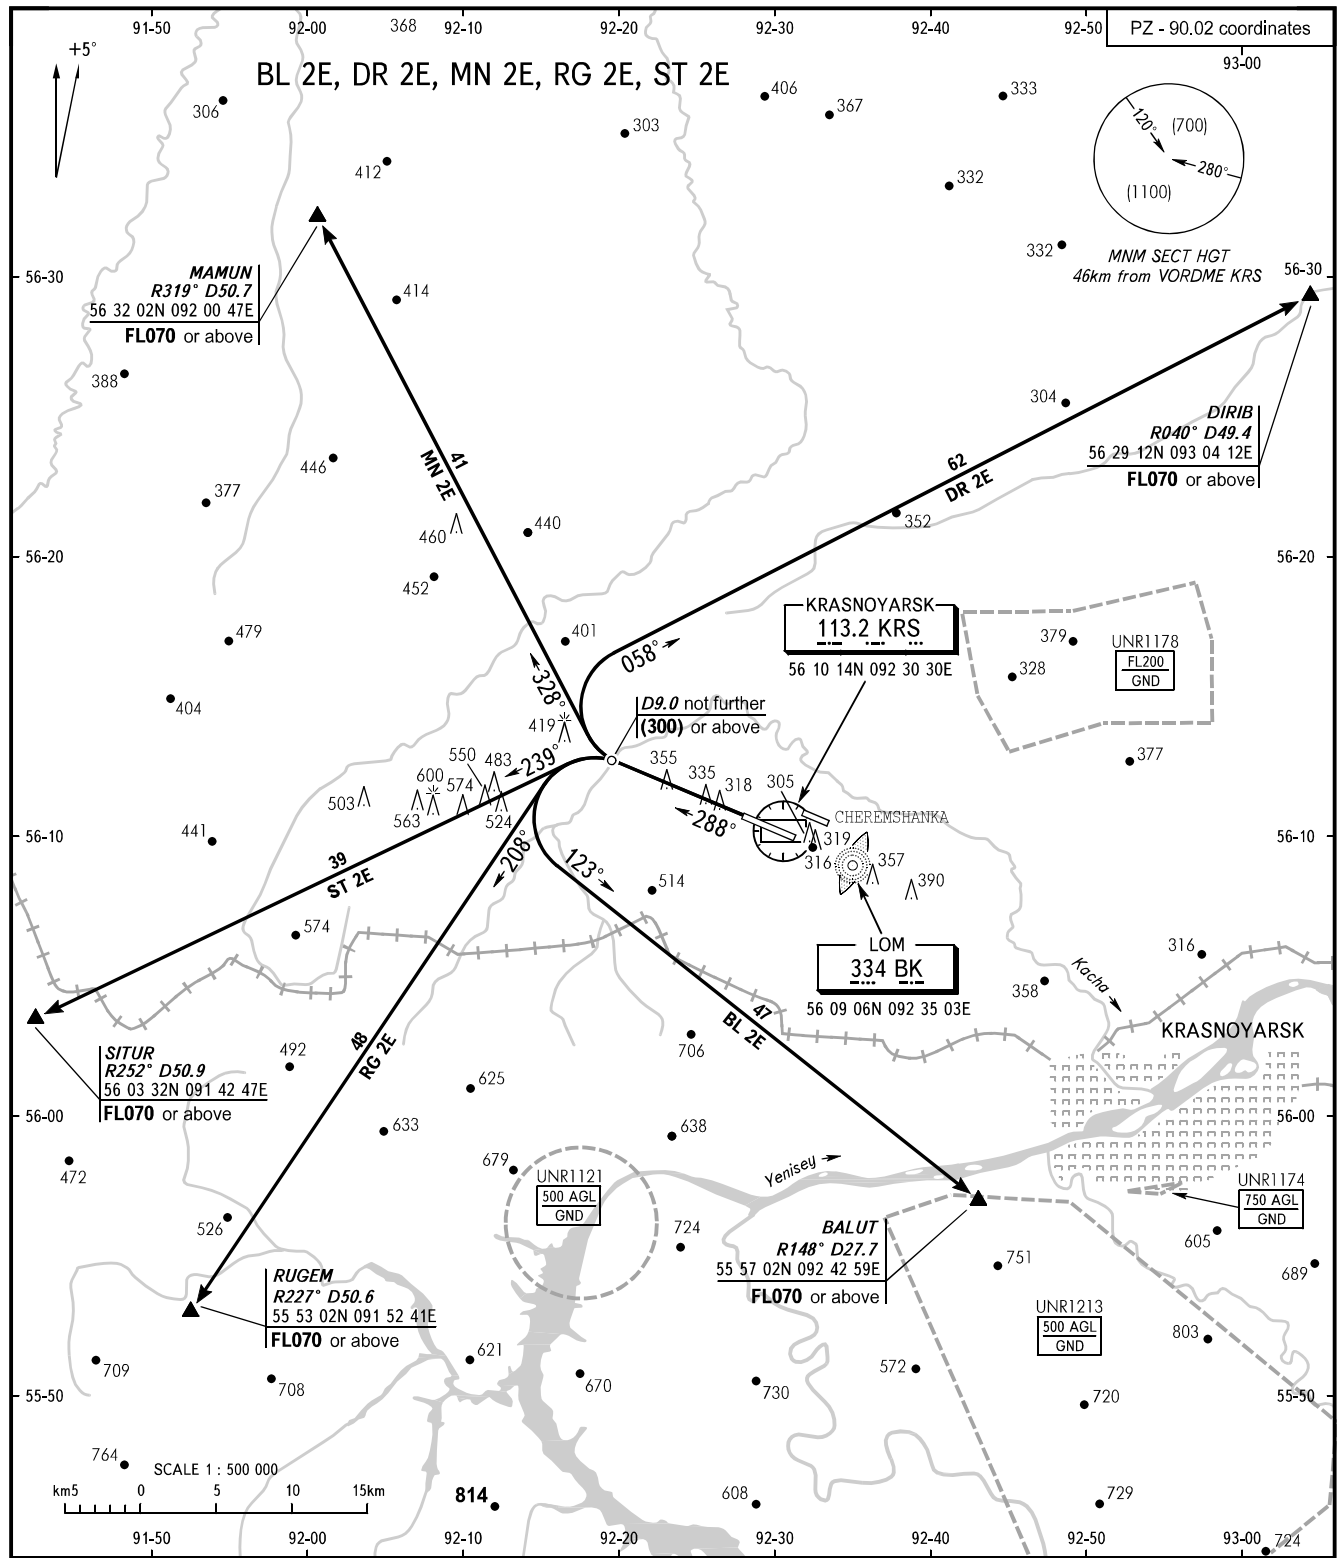 91-50 92-00 92-10 92-20 92-30 92-40 92-50
PZ - 90.02 coordinates
93-00
368
+5°
BL 2E, DR 2E, MN 2E, RG 2E, ST 2E
306
412
303
406
367
333
332
332
120°
(700)
280°
(1100)
MNM SECT HGT
46km from VORDME KRS
56-30
56-30
MAMUN
R319° D50.7
56 32 02N 092 00 47E
FL070 or above
414
388
304
DIRIB
R040° D49.4
56 29 12N 093 04 12E
FL070 or above
446
377
41
MN 2E
460
440
452
62
DR 2E
352
56-20
56-20
479
401
404
KRASNOYARSK
113.2 KRS
56 10 14N 092 30 30E
379
328
UNR1178
FL200
GND
377
058°
328°
419
D9.0 not further
(300) or above
239°
550
483
600
574
503
563
524
355
335
318
305
CHEREMSHANKA
288°
319
316
357
390
441
56-10
56-10
208°
123°
514
39
ST 2E
574
LOM
334 BK
56 09 06N 092 35 03E
316
358
Kacha
KRASNOYARSK
47
BL 2E
706
48
RG 2E
SITUR
R252° D50.9
56 03 32N 091 42 47E
FL070 or above
492
625
56-00
56-00
633
638
472
679
UNR1121
500 AGL
GND
Yenisey
UNR1174
750 AGL
GND
605
689
526
724
BALUT
R148° D27.7
55 57 02N 092 42 59E
FL070 or above
751
RUGEM
R227° D50.6
55 53 02N 091 52 41E
FL070 or above
UNR1213
500 AGL
GND
803
709
708
621
670
572
730
720
55-50
55-50
764
SCALE 1 : 500 000
km5 0 5 10 15km
814
608
729
724
91-50 92-00 92-10 92-20 92-30 92-40 92-50 93-00